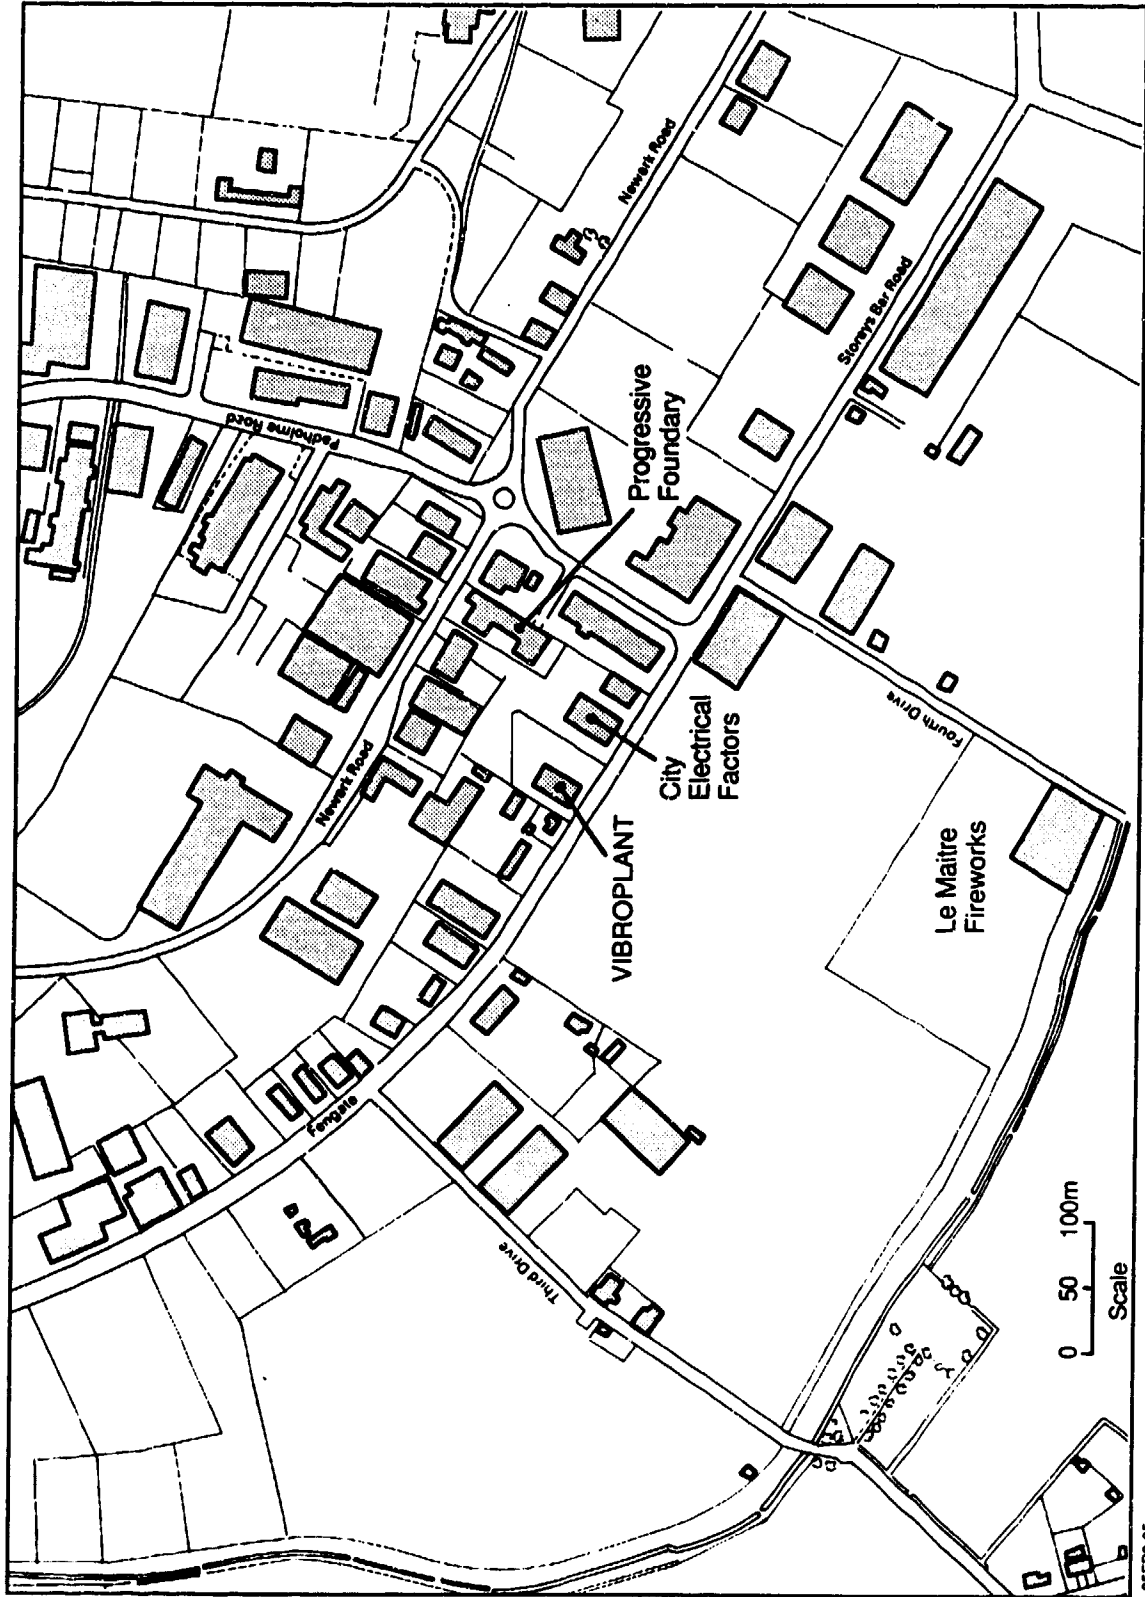 Newark Road
Padholme Road
Storeys Bar Road
Progressive
Foundary
Newark Road
City
Electrical
Factors
Fourth Drive
VIBROPLANT
Le Maitre
Fireworks
Fengate
Third Drive
0 50 100m
Scale